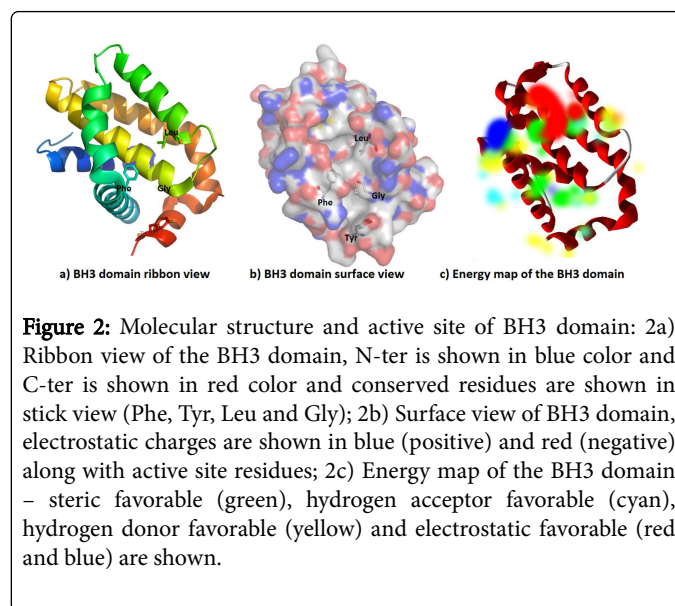 Leu
Phe
Gly
Leu
Gly
Phe
Tyr
a) BH3 domain ribbon view
b) BH3 domain surface view
c) Energy map of the BH3 domain
Figure 2: Molecular structure and active site of BH3 domain: 2a)
Ribbon view of the BH3 domain, N-ter is shown in blue color and
C-ter is shown in red color and conserved residues are shown in
stick view (Phe, Tyr, Leu and Gly); 2b) Surface view of BH3 domain,
electrostatic charges are shown in blue (positive) and red (negative)
along with active site residues; 2c) Energy map of the BH3 domain
– steric favorable (green), hydrogen acceptor favorable (cyan),
hydrogen donor favorable (yellow) and electrostatic favorable (red
and blue) are shown.